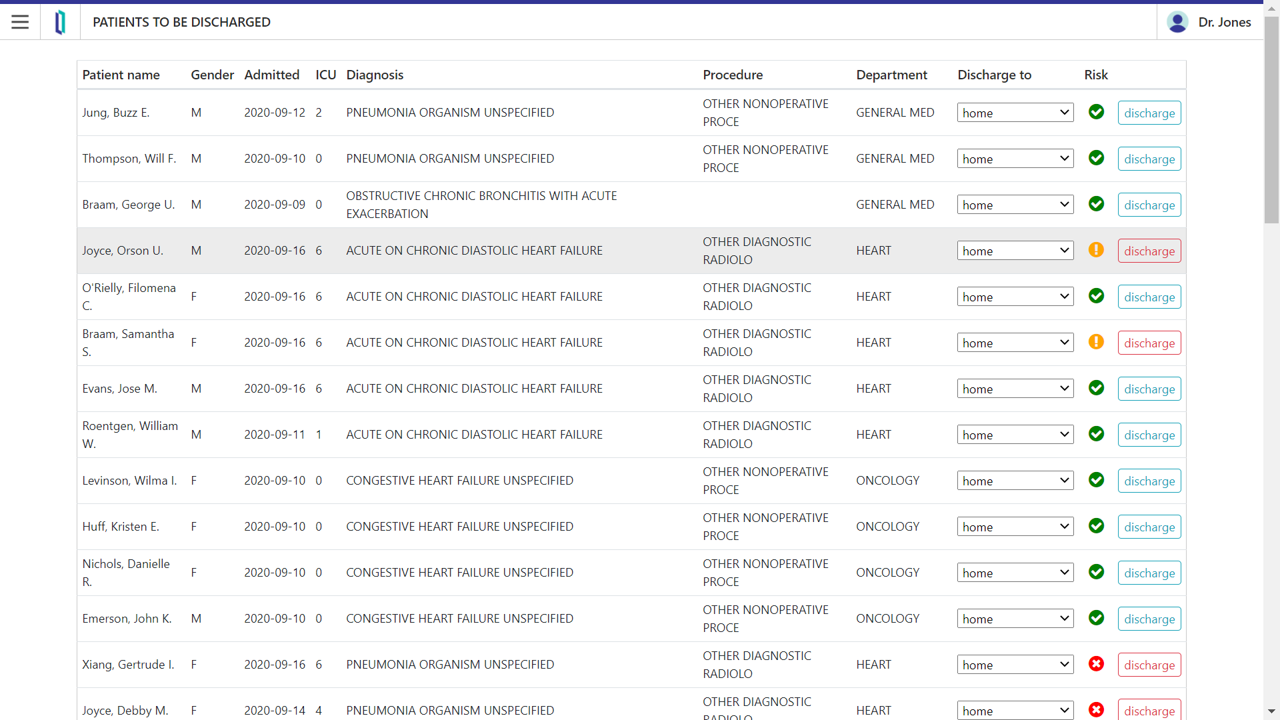 PATIENTS TO BE DISCHARGED
Dr. Jones
Patient name Gender Admitted ICU Diagnosis Procedure Department Discharge to Risk
Jung, Buzz E. M 2020-09-12 2 PNEUMONIA ORGANISM UNSPECIFIED OTHER NONOPERATIVE PROCE GENERAL MED home discharge
Thompson, Will F. M 2020-09-10 0 PNEUMONIA ORGANISM UNSPECIFIED OTHER NONOPERATIVE PROCE GENERAL MED home discharge
Braam, George U. M 2020-09-09 0 OBSTRUCTIVE CHRONIC BRONCHITIS WITH ACUTE EXACERBATION GENERAL MED home discharge
Joyce, Orson U. M 2020-09-16 6 ACUTE ON CHRONIC DIASTOLIC HEART FAILURE OTHER DIAGNOSTIC RADIOLO HEART home discharge
O'Rielly, Filomena C. F 2020-09-16 6 ACUTE ON CHRONIC DIASTOLIC HEART FAILURE OTHER DIAGNOSTIC RADIOLO HEART home discharge
Braam, Samantha S. F 2020-09-16 6 ACUTE ON CHRONIC DIASTOLIC HEART FAILURE OTHER DIAGNOSTIC RADIOLO HEART home discharge
Evans, Jose M. M 2020-09-16 6 ACUTE ON CHRONIC DIASTOLIC HEART FAILURE OTHER DIAGNOSTIC RADIOLO HEART home discharge
Roentgen, William W. M 2020-09-11 1 ACUTE ON CHRONIC DIASTOLIC HEART FAILURE OTHER DIAGNOSTIC RADIOLO HEART home discharge
Levinson, Wilma I. F 2020-09-10 0 CONGESTIVE HEART FAILURE UNSPECIFIED OTHER NONOPERATIVE PROCE ONCOLOGY home discharge
Huff, Kristen E. F 2020-09-10 0 CONGESTIVE HEART FAILURE UNSPECIFIED OTHER NONOPERATIVE PROCE ONCOLOGY home discharge
Nichols, Danielle R. F 2020-09-10 0 CONGESTIVE HEART FAILURE UNSPECIFIED OTHER NONOPERATIVE PROCE ONCOLOGY home discharge
Emerson, John K. M 2020-09-10 0 CONGESTIVE HEART FAILURE UNSPECIFIED OTHER NONOPERATIVE PROCE ONCOLOGY home discharge
Xiang, Gertrude I. F 2020-09-16 6 PNEUMONIA ORGANISM UNSPECIFIED OTHER DIAGNOSTIC RADIOLO HEART home discharge
Joyce, Debby M. F 2020-09-14 4 PNEUMONIA ORGANISM UNSPECIFIED OTHER DIAGNOSTIC RADIOLO HEART home discharge